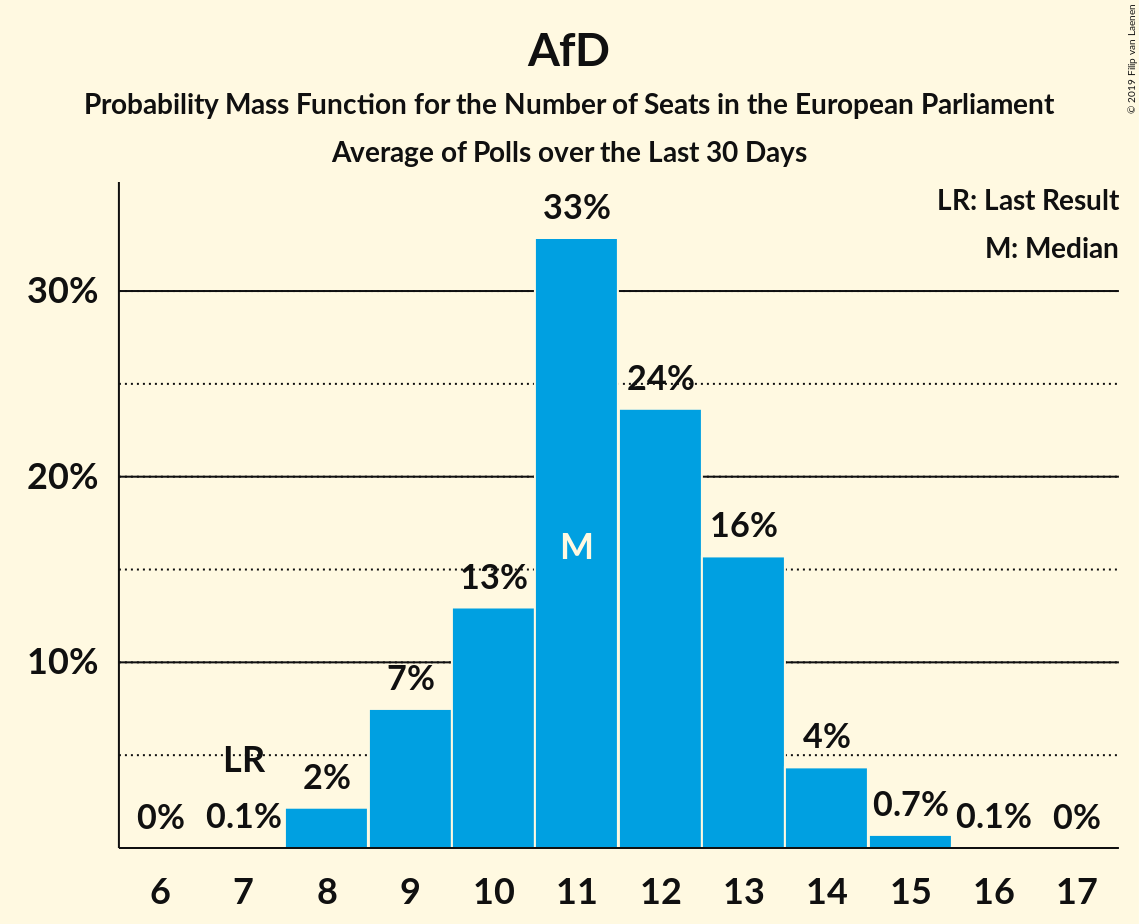 AfD
Probability Mass Function for the Number of Seats in the European Parliament
Average of Polls over the Last 30 Days
© 2019 Filip van Laenen
LR: Last Result
M: Median
33%
30%
24%
20%
16%
M
13%
10%
7%
4%
LR
2%
0.7%
0%
0.1%
0.1%
0%
6 7 8 9 10 11 12 13 14 15 16 17